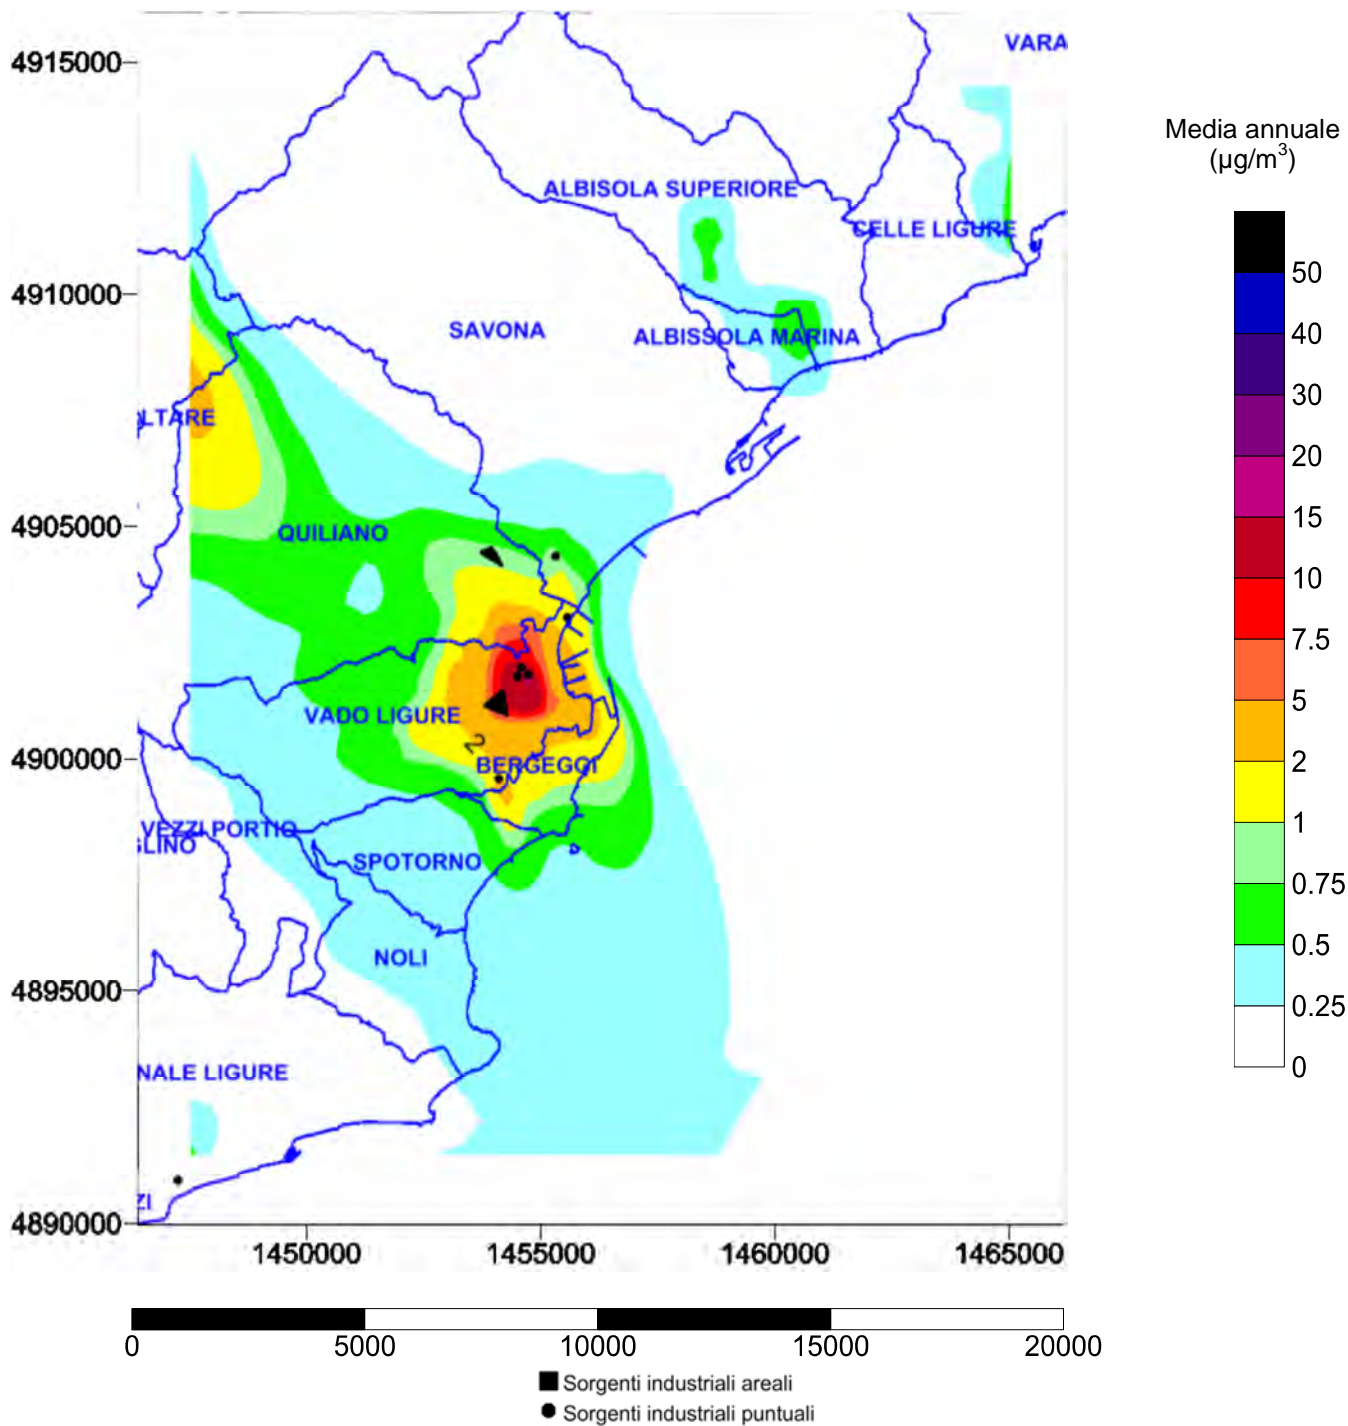 4915000
4910000
4905000
4900000
4895000
4890000
VARA
ALBISOLA SUPERIORE
CELLE LIGURE
SAVONA
ALBISSOLA MARINA
LTARE
QUILIANO
VADO LIGURE
2
BERGEGGI
VEZZI PORTIO
GLINO
SPOTORNO
NOLI
NALE LIGURE
ZI
1450000
1455000
1460000
1465000
Media annuale
(µg/m³)
50
40
30
20
15
10
7.5
5
2
1
0.75
0.5
0.25
0
0
5000
10000
15000
20000
Sorgenti industriali areali
Sorgenti industriali puntuali